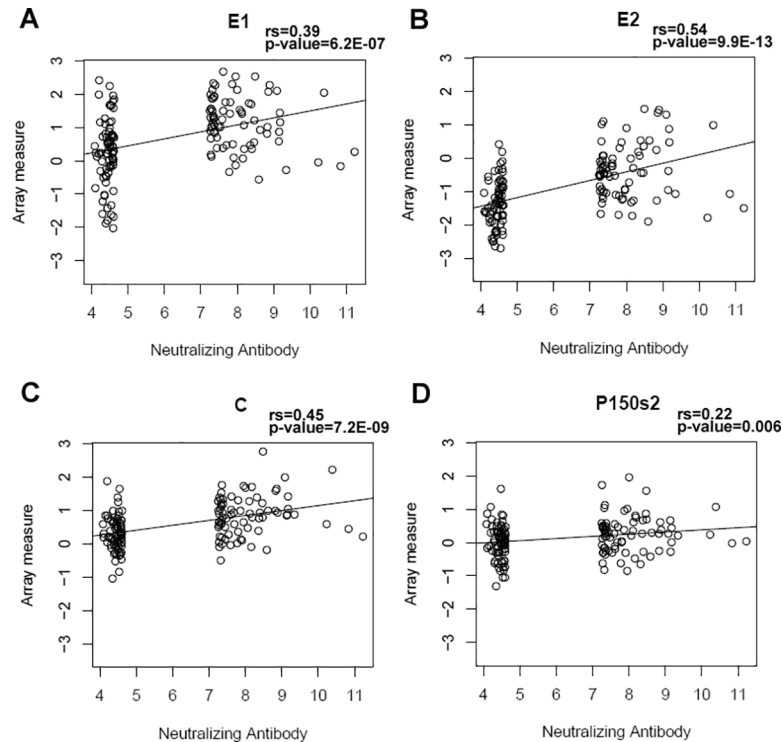 A
E1
rs=0.39
p-value=6.2E-07
Array measure
3
2
1
0
−1
−2
−3
4 5 6 7 8 9 10 11
Neutralizing Antibody
B
E2
rs=0.54
p-value=9.9E-13
Array measure
3
2
1
0
−1
−2
−3
4 5 6 7 8 9 10 11
Neutralizing Antibody
C
C
rs=0.45
p-value=7.2E-09
Array measure
3
2
1
0
−1
−2
−3
4 5 6 7 8 9 10 11
Neutralizing Antibody
D
P150s2
rs=0.22
p-value=0.006
Array measure
3
2
1
0
−1
−2
−3
4 5 6 7 8 9 10 11
Neutralizing Antibody